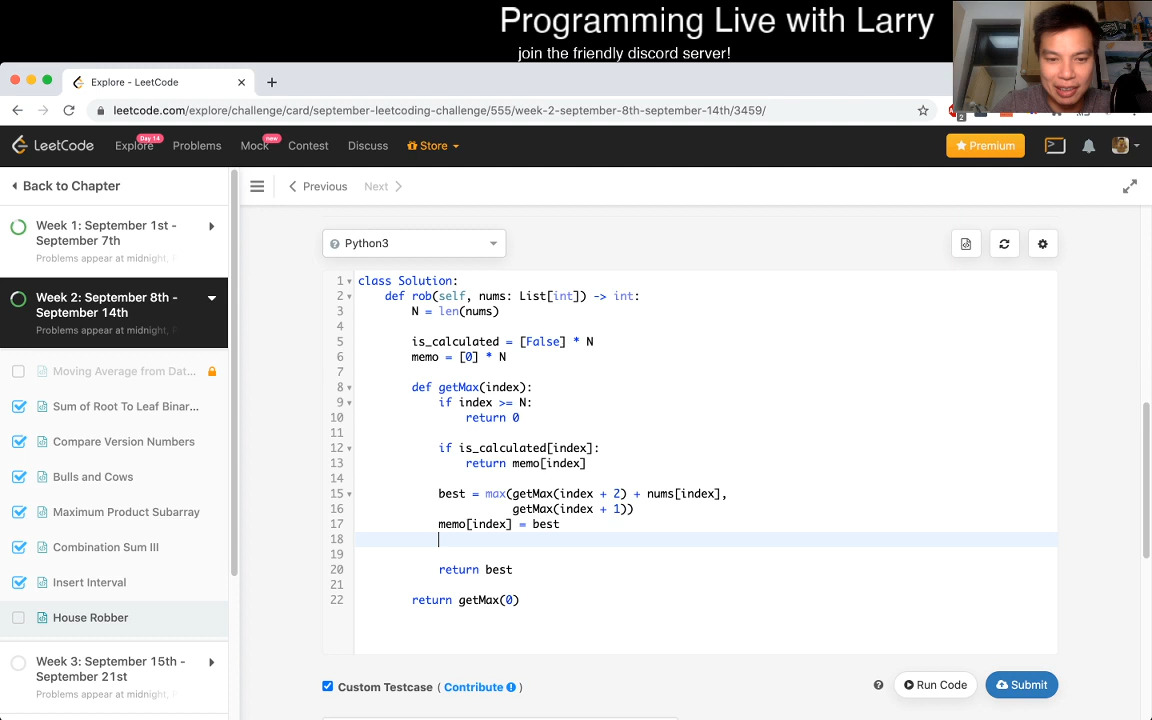 Programming Live with Larry
join the friendly discord server!
Explore - LeetCode
leetcode.com/explore/challenge/card/september-leetcoding-challenge/555/week-2-september-8th-september-14th/3459/
2
LeetCode
Explore
Day 14
Problems
Mock
new
Contest
Discuss
Store
Premium
Back to Chapter
Previous
Next
Week 1: September 1st -
September 7th
Problems appear at midnight,
Week 2: September 8th -
September 14th
Problems appear at midnight,
Moving Average from Dat...
Sum of Root To Leaf Binar...
Compare Version Numbers
Bulls and Cows
Maximum Product Subarray
Combination Sum III
Insert Interval
House Robber
Week 3: September 15th -
September 21st
Problems appear at midnight,
Python3
1 class Solution:
2     def rob(self, nums: List[int]) -> int:
3         N = len(nums)
4
5         is_calculated = [False] * N
6         memo = [0] * N
7
8         def getMax(index):
9             if index >= N:
10                 return 0
11
12             if is_calculated[index]:
13                 return memo[index]
14
15             best = max(getMax(index + 2) + nums[index],
16                        getMax(index + 1))
17             memo[index] = best
18
19
20             return best
21
22         return getMax(0)
Custom Testcase ( Contribute )
Run Code
Submit